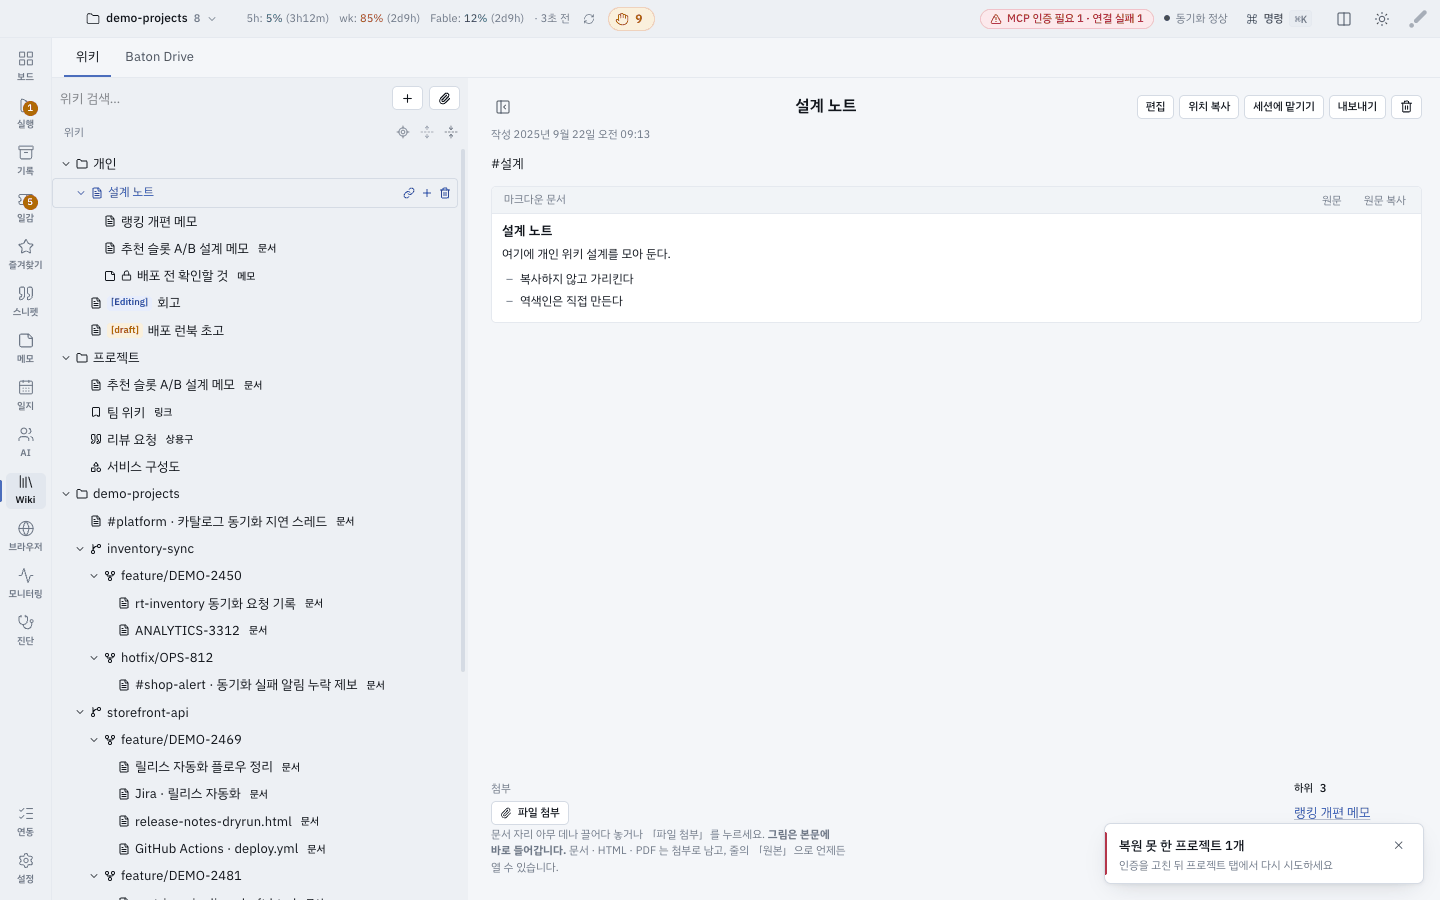 demo-projects 8
5h: 5% (3h12m) wk: 85% (2d9h) Fable: 12% (2d9h) · 3초 전
9
MCP 인증 필요 1 · 연결 실패 1
동기화 정상
⌘ 명령 ⌘K
보드
1
실행
기록
5
일감
즐겨찾기
스니펫
메모
일지
AI
Wiki
브라우저
모니터링
진단
연동
설정
위키
Baton Drive
위키 검색...
위키
개인
설계 노트
랭킹 개편 메모
추천 슬롯 A/B 설계 메모 문서
배포 전 확인할 것 메모
[Editing] 회고
[draft] 배포 런북 초고
프로젝트
추천 슬롯 A/B 설계 메모 문서
팀 위키 링크
리뷰 요청 상용구
서비스 구성도
demo-projects
#platform · 카탈로그 동기화 지연 스레드 문서
inventory-sync
feature/DEMO-2450
rt-inventory 동기화 요청 기록 문서
ANALYTICS-3312 문서
hotfix/OPS-812
#shop-alert · 동기화 실패 알림 누락 제보 문서
storefront-api
feature/DEMO-2469
릴리스 자동화 플로우 정리 문서
Jira · 릴리스 자동화 문서
release-notes-dryrun.html 문서
GitHub Actions · deploy.yml 문서
feature/DEMO-2481
설계 노트
편집
위치 복사
세션에 맡기기
내보내기
작성 2025년 9월 22일 오전 09:13
#설계
마크다운 문서
원문
원문 복사
설계 노트
여기에 개인 위키 설계를 모아 둔다.
– 복사하지 않고 가리킨다
– 역색인은 직접 만든다
첨부
파일 첨부
문서 자리 아무 데나 끌어다 놓거나 「파일 첨부」를 누르세요. 그림은 본문에
바로 들어갑니다. 문서 · HTML · PDF 는 첨부로 남고, 줄의 「원본」으로 언제든
열 수 있습니다.
하위 3
랭킹 개편 메모
복원 못 한 프로젝트 1개
인증을 고친 뒤 프로젝트 탭에서 다시 시도하세요